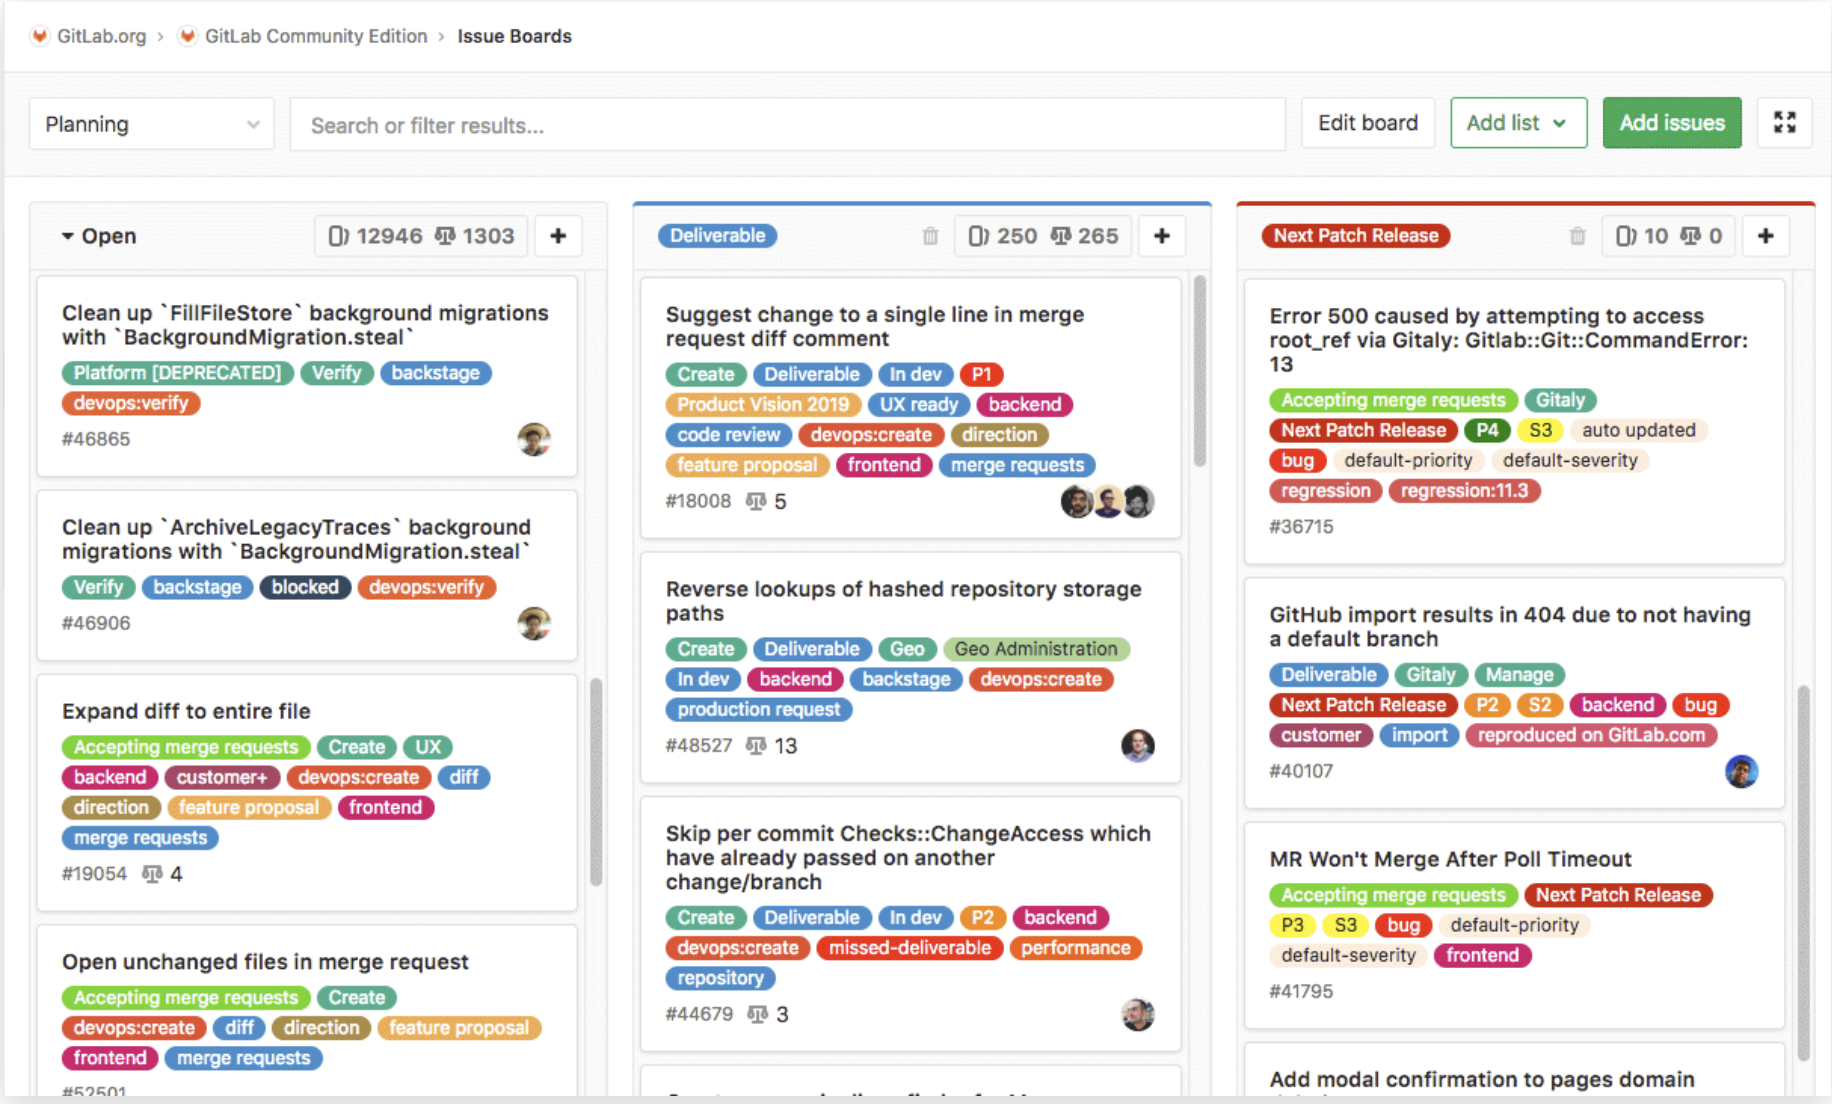 GitLab.org › GitLab Community Edition › Issue Boards
Planning
Search or filter results...
Edit board
Add list
Add issues
Open
12946 1303
+
Clean up `FillFileStore` background migrations
with `BackgroundMigration.steal`
Platform [DEPRECATED] Verify backstage
devops:verify
#46865
Clean up `ArchiveLegacyTraces` background
migrations with `BackgroundMigration.steal`
Verify backstage blocked devops:verify
#46906
Expand diff to entire file
Accepting merge requests Create UX
backend customer+ devops:create diff
direction feature proposal frontend
merge requests
#19054 4
Open unchanged files in merge request
Accepting merge requests Create
devops:create diff direction feature proposal
frontend merge requests
#52501
Deliverable
250 265
+
Suggest change to a single line in merge
request diff comment
Create Deliverable In dev P1
Product Vision 2019 UX ready backend
code review devops:create direction
feature proposal frontend merge requests
#18008 5
Reverse lookups of hashed repository storage
paths
Create Deliverable Geo Geo Administration
In dev backend backstage devops:create
production request
#48527 13
Skip per commit Checks::ChangeAccess which
have already passed on another
change/branch
Create Deliverable In dev P2 backend
devops:create missed-deliverable performance
repository
#44679 3
Next Patch Release
10 0
+
Error 500 caused by attempting to access
root_ref via Gitaly: Gitlab::Git::CommandError:
13
Accepting merge requests Gitaly
Next Patch Release P4 S3 auto updated
bug default-priority default-severity
regression regression:11.3
#36715
GitHub import results in 404 due to not having
a default branch
Deliverable Gitaly Manage
Next Patch Release P2 S2 backend bug
customer import reproduced on GitLab.com
#40107
MR Won't Merge After Poll Timeout
Accepting merge requests Next Patch Release
P3 S3 bug default-priority
default-severity frontend
#41795
Add modal confirmation to pages domain